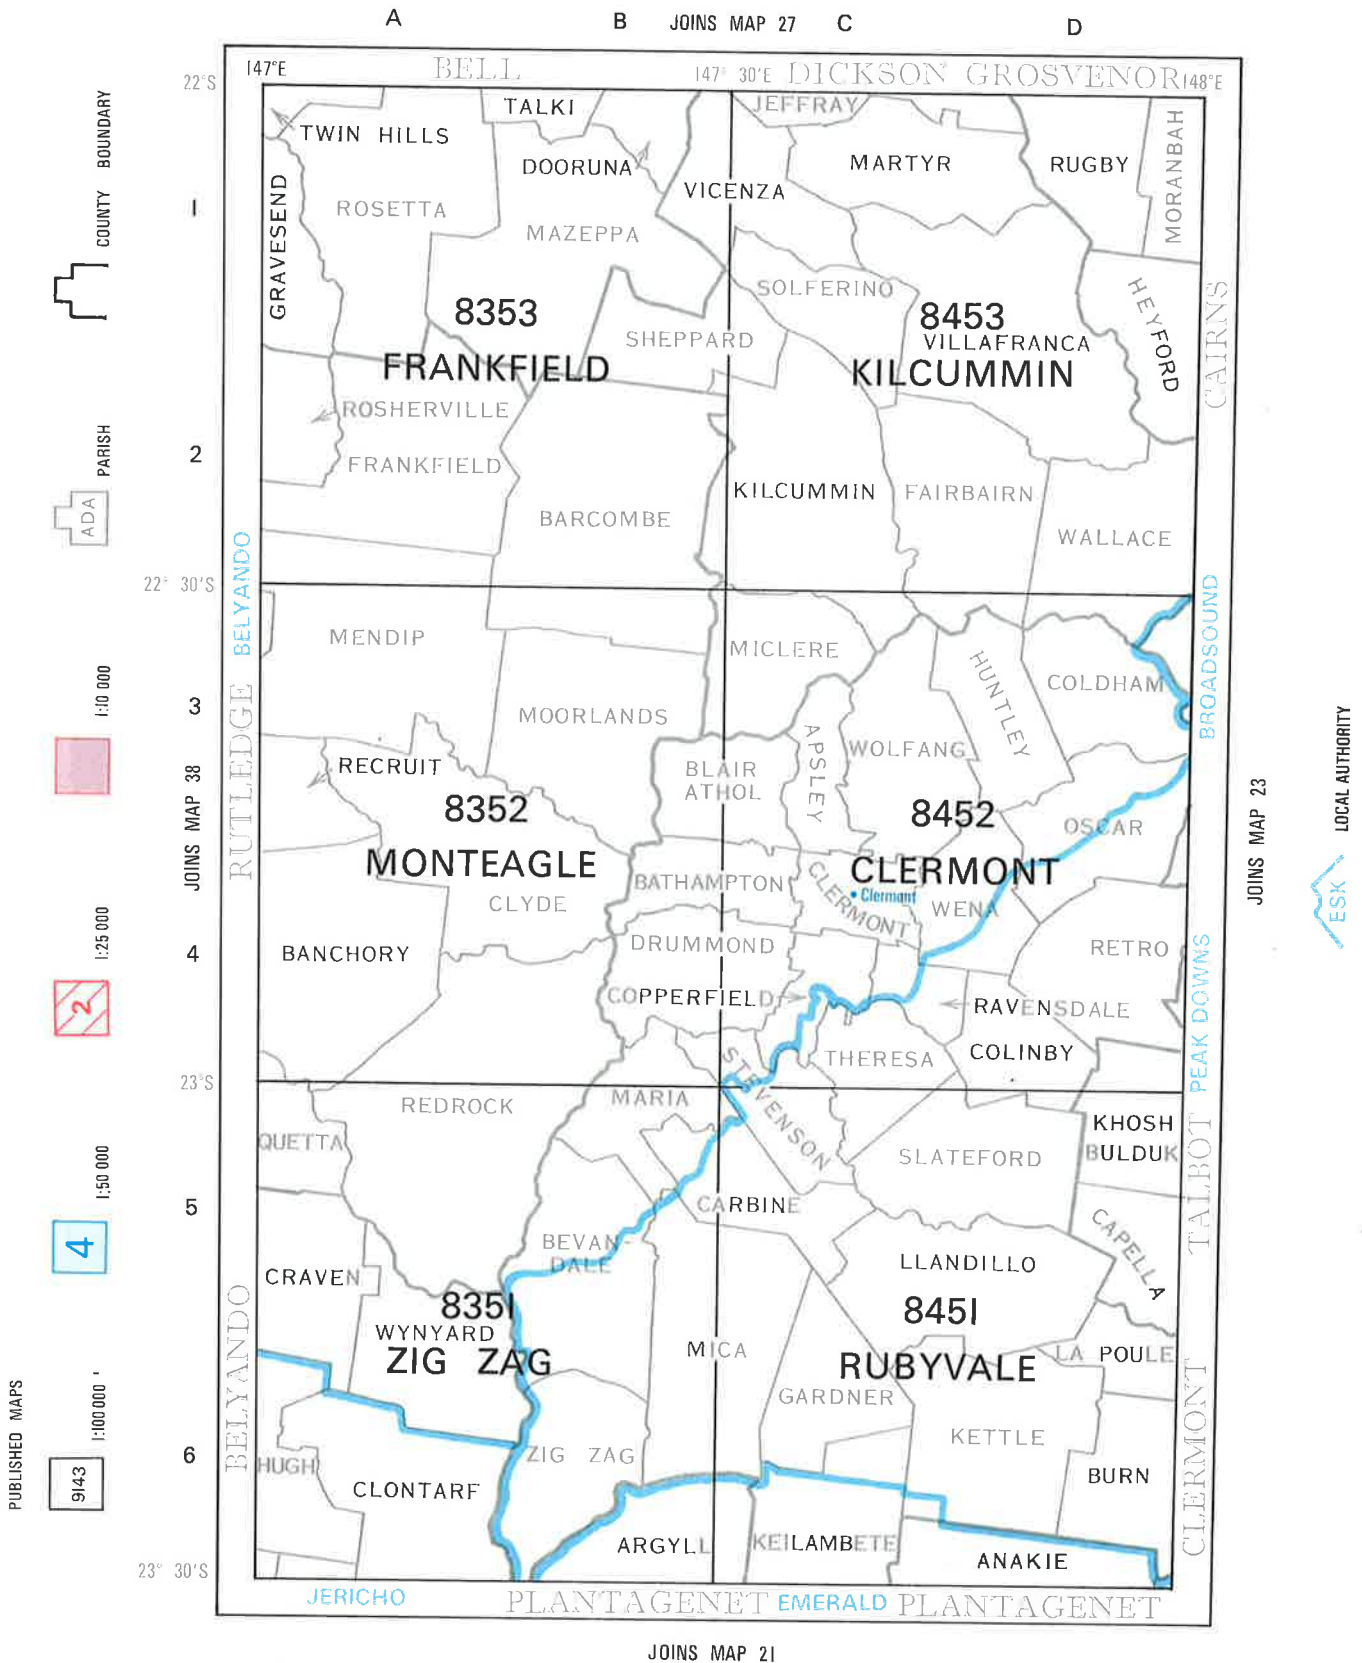 A B JOINS MAP 27 C D
147°E BELL 147° 30'E DICKSON GROSVENOR 148°E
22°S
JEFFRAY
TALKI
TWIN HILLS
DOORUNA
MARTYR
RUGBY
MORANBAH
VICENZA
1
GRAVESEND
ROSETTA
MAZEPPA
SOLFERINO
HEYFORD
8353
8453
SHEPPARD
VILLAFRANCA
FRANKFIELD
KILCUMMIN
CAIRNS
ROSHERVILLE
2
FRANKFIELD
KILCUMMIN
FAIRBAIRN
BARCOMBE
WALLACE
BELYANDO
22° 30'S
MENDIP
MICLERE
HUNTLEY
COLDHAM
BROADSOUND
3
MOORLANDS
APSLEY
WOLFANG
RECRUIT
BLAIR
ATHOL
RUTLEDGE
JOINS MAP 38
JOINS MAP 23
8352
8452
OSCAR
MONTEAGLE
CLERMONT
BATHAMPTON
CLERMONT
Clermont
CLYDE
WENA
4
BANCHORY
DRUMMOND
RETRO
COPPERFIELD
RAVENSDALE
PEAK DOWNS
STEVENSON
THERESA
COLINBY
23°S
REDROCK
MARIA
KHOSH
BULDUK
QUETTA
SLATEFORD
TALBOT
5
CARBINE
CAPELLA
BEVAN-
DALE
LLANDILLO
CRAVEN
8351
8451
WYNYARD
MICA
LA POULE
ZIG ZAG
RUBYVALE
GARDNER
BELYANDO
CLERMONT
6
ZIG ZAG
KETTLE
HUGH
BURN
CLONTARF
ARGYLL
KEILAMBETE
ANAKIE
23° 30'S
JERICHO PLANTAGENET EMERALD PLANTAGENET
JOINS MAP 21
COUNTY BOUNDARY
PARISH
ADA
1:10 000
1:25 000
2
1:50 000
4
1:100 000
9143
PUBLISHED MAPS
LOCAL AUTHORITY
ESK